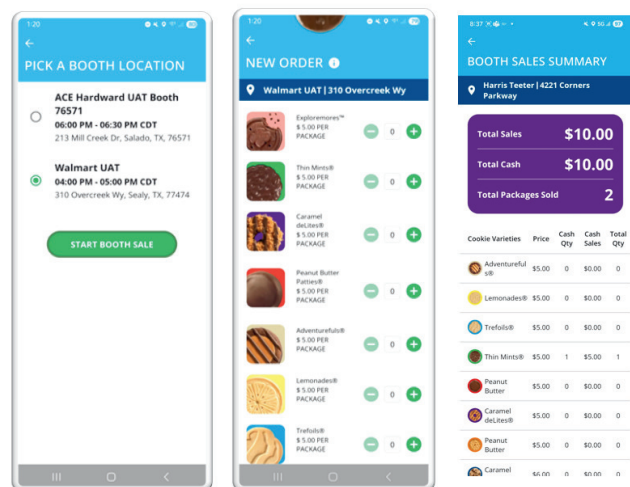 1:20
PICK A BOOTH LOCATION
ACE Hardward UAT Booth
76571
06:00 PM - 06:30 PM CDT
213 Mill Creek Dr, Salado, TX, 76571
Walmart UAT
04:00 PM - 05:00 PM CDT
310 Overcreek Wy, Sealy, TX, 77474
START BOOTH SALE
1:20
NEW ORDER
Walmart UAT | 310 Overcreek Wy
Exploremores™
$ 5.00 PER
PACKAGE
0
Thin Mints®
$ 5.00 PER
PACKAGE
0
Caramel
deLites®
$ 5.00 PER
PACKAGE
0
Peanut Butter
Patties®
$ 5.00 PER
PACKAGE
0
Adventurefuls®
$ 5.00 PER
PACKAGE
0
Lemonades®
$ 5.00 PER
PACKAGE
0
Trefoils®
$ 5.00 PER
PACKAGE
0
8:37
BOOTH SALES SUMMARY
Harris Teeter | 4221 Corners
Parkway
Total Sales $10.00
Total Cash $10.00
Total Packages Sold 2
Cookie Varieties Price Cash Qty Cash Sales Total Qty
Adventureful
s® $5.00 0 $0.00 0
Lemonades® $5.00 0 $0.00 0
Trefoils® $5.00 0 $0.00 0
Thin Mints® $5.00 1 $5.00 1
Peanut
Butter $5.00 0 $0.00 0
Caramel
deLites® $5.00 0 $0.00 0
Peanut
Butter $5.00 0 $0.00 0
Caramel $6.00 0 $0.00 0